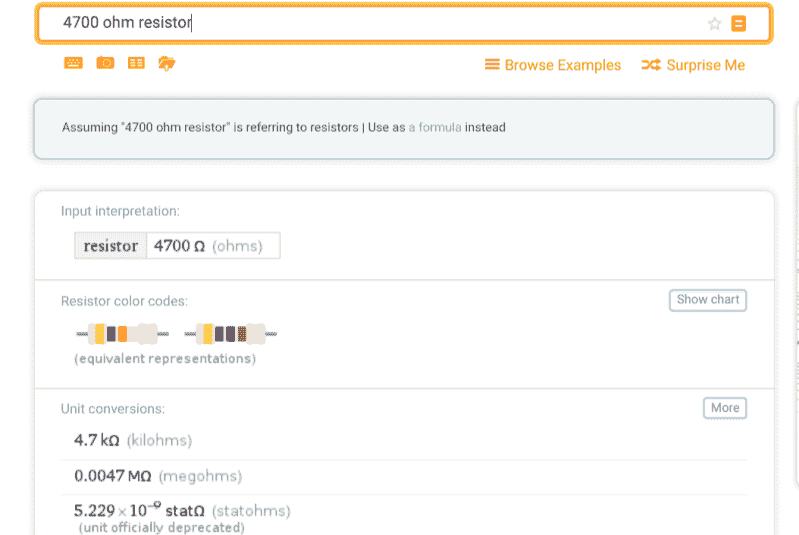 4700 ohm resistor
Browse Examples
Surprise Me
Assuming "4700 ohm resistor" is referring to resistors | Use as a formula instead
Input interpretation:
resistor 4700 Ω (ohms)
Resistor color codes:
Show chart
(equivalent representations)
Unit conversions:
More
4.7 kΩ (kilohms)
0.0047 MΩ (megohms)
5.229×10⁻⁹ statΩ (statohms)
(unit officially deprecated)